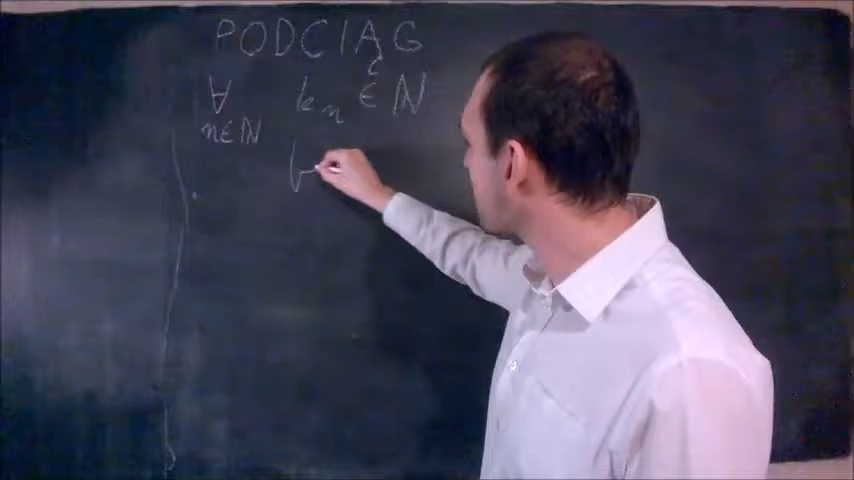 PODCIĄG
∀ kₙ ∈ ℕ
n∈ℕ